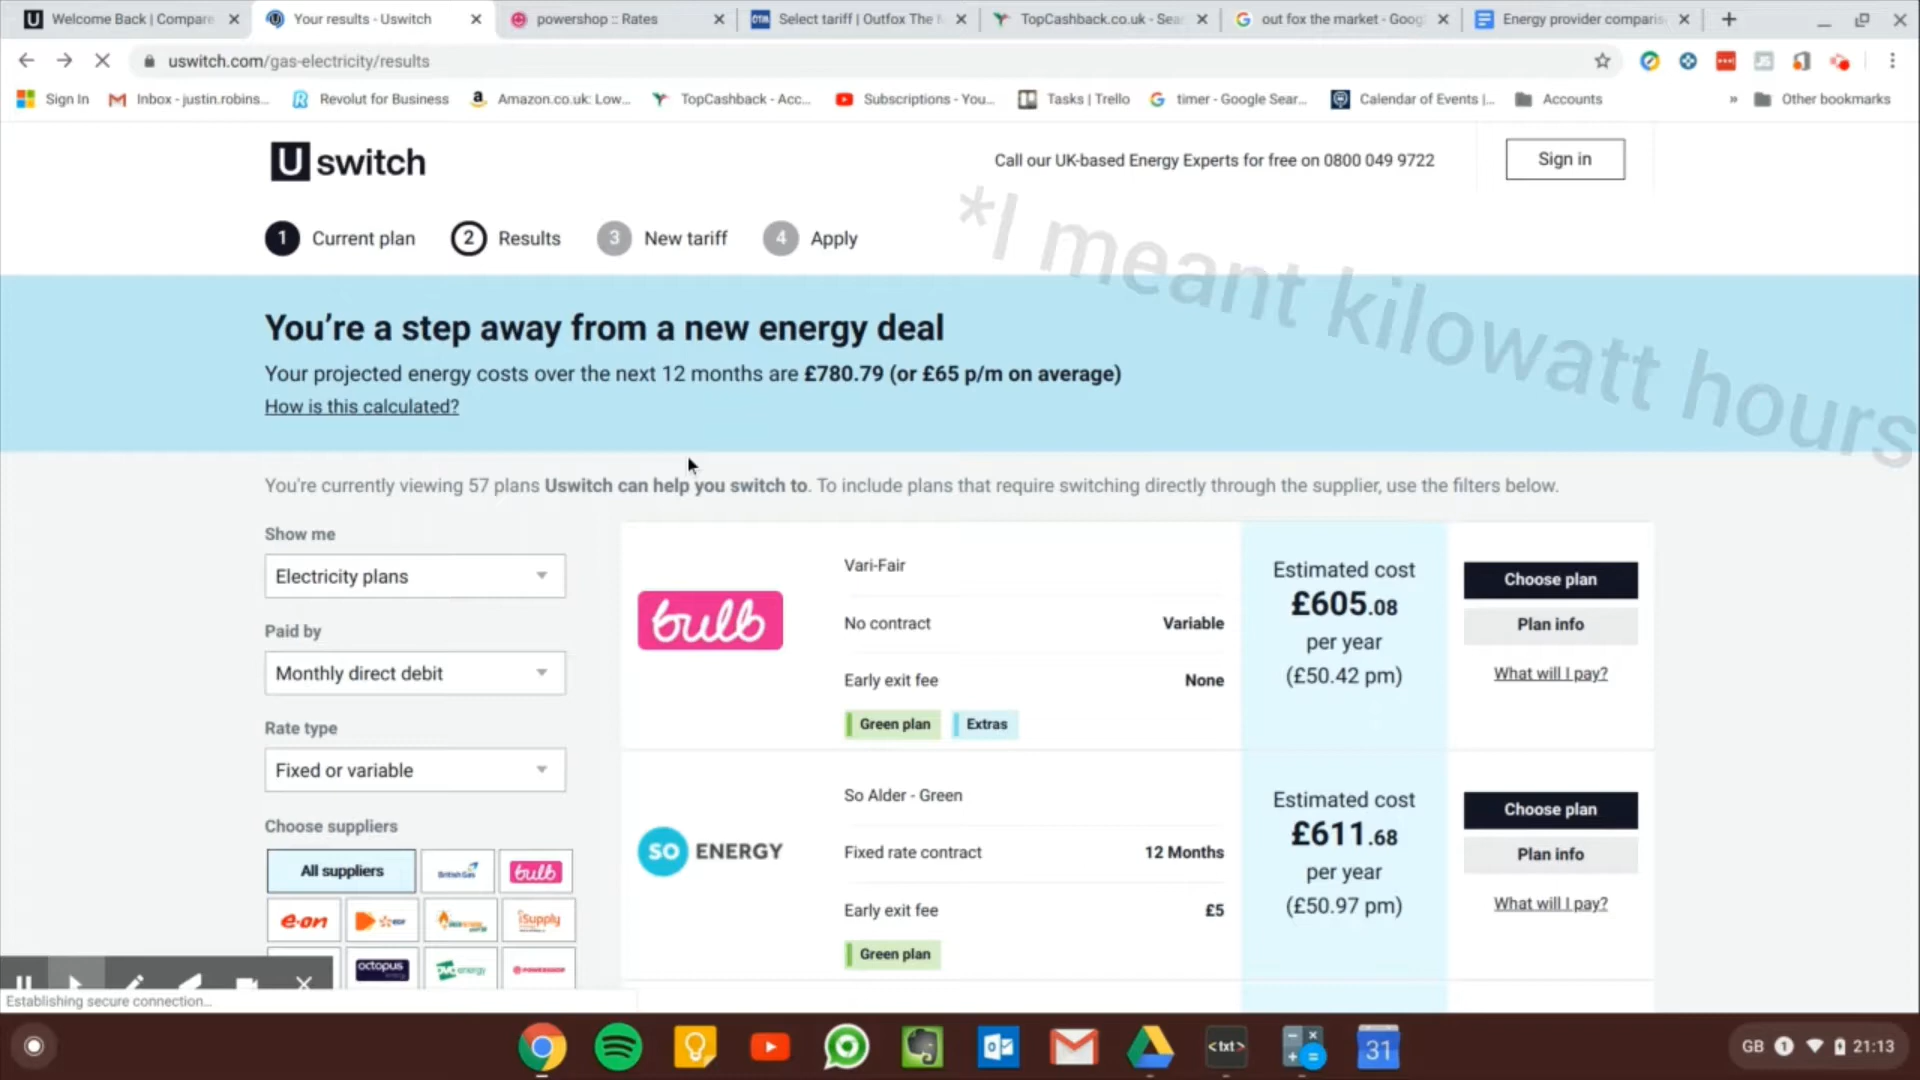 Welcome Back | Compare
Your results - Uswitch
powershop :: Rates
Select tariff | Outfox The
TopCashback.co.uk - Sea
out fox the market - Goog
Energy provider comparis
uswitch.com/gas-electricity/results
Sign In
Inbox - justin.robins...
Revolut for Business
Amazon.co.uk: Low...
TopCashback - Acc...
Subscriptions - You...
Tasks | Trello
timer - Google Sear...
Calendar of Events |...
Accounts
»
Other bookmarks
U switch
Call our UK-based Energy Experts for free on 0800 049 9722
Sign in
*I meant kilowatt hours
1 Current plan
2 Results
3 New tariff
4 Apply
You’re a step away from a new energy deal
Your projected energy costs over the next 12 months are £780.79 (or £65 p/m on average)
How is this calculated?
You're currently viewing 57 plans Uswitch can help you switch to. To include plans that require switching directly through the supplier, use the filters below.
Show me
Electricity plans
Paid by
Monthly direct debit
Rate type
Fixed or variable
Choose suppliers
All suppliers
British Gas
bulb
e·on
EDF
iSupply
octopus
energy
OVO energy
POWERSHOP
bulb
Vari-Fair
No contract Variable
Early exit fee None
Green plan
Extras
Estimated cost
£605.08
per year
(£50.42 pm)
Choose plan
Plan info
What will I pay?
SO ENERGY
So Alder - Green
Fixed rate contract 12 Months
Early exit fee £5
Green plan
Estimated cost
£611.68
per year
(£50.97 pm)
Choose plan
Plan info
What will I pay?
Establishing secure connection...
<txt>
31
GB 1 21:13